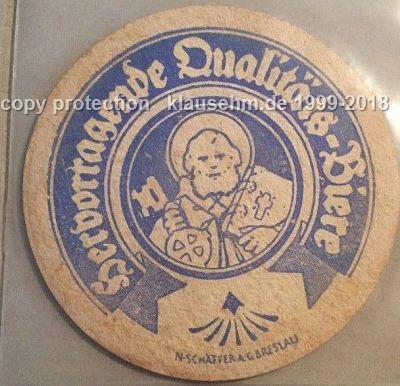 Hervorragende Qualitäts-Biere
copy protection klausehm.de 1999-2018
N-SCHÄFFER A.G. BRESLAU